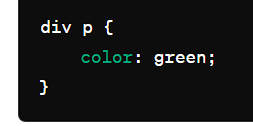 div p {
    color: green;
}